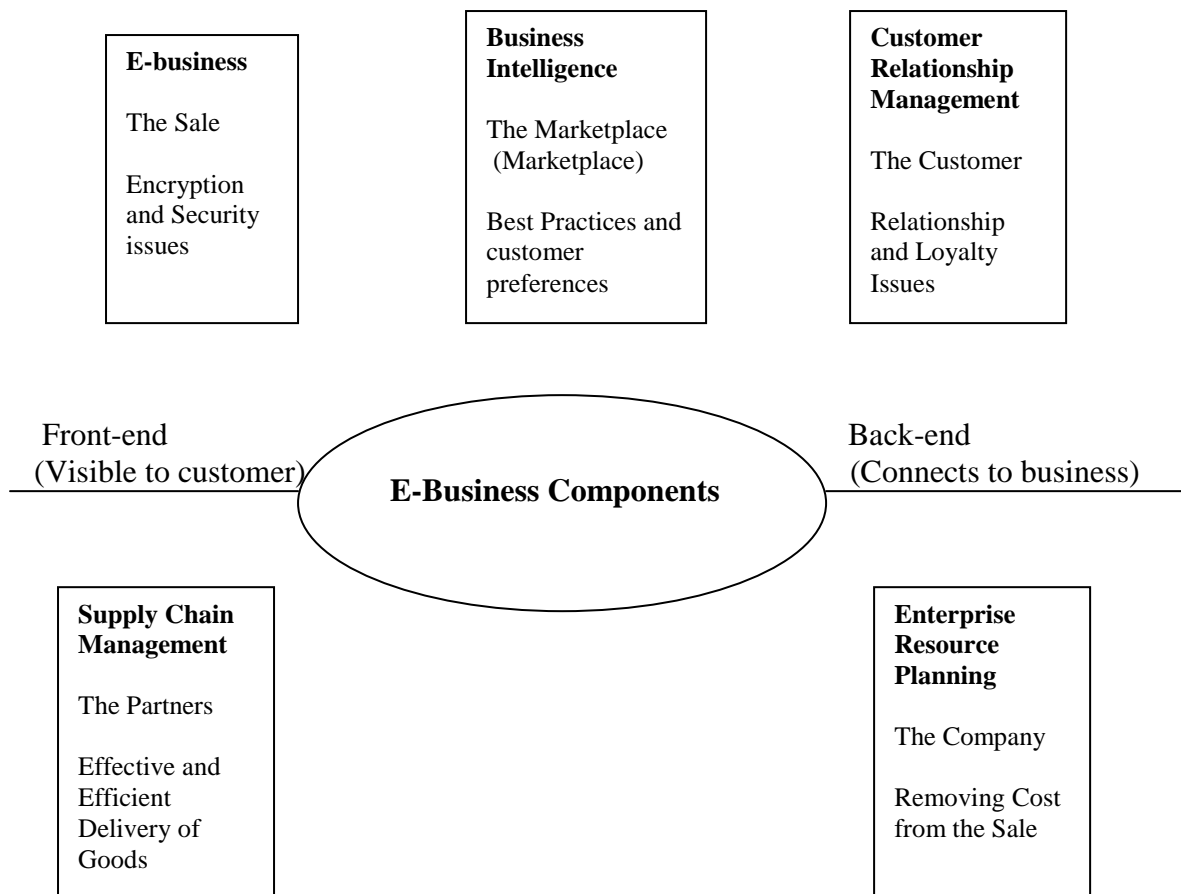 E-business
The Sale
Encryption
and Security
issues
Business
Intelligence
The Marketplace
(Marketplace)
Best Practices and
customer
preferences
Customer
Relationship
Management
The Customer
Relationship
and Loyalty
Issues
Front-end
(Visible to customer)
E-Business Components
Back-end
(Connects to business)
Supply Chain
Management
The Partners
Effective and
Efficient
Delivery of
Goods
Enterprise
Resource
Planning
The Company
Removing Cost
from the Sale